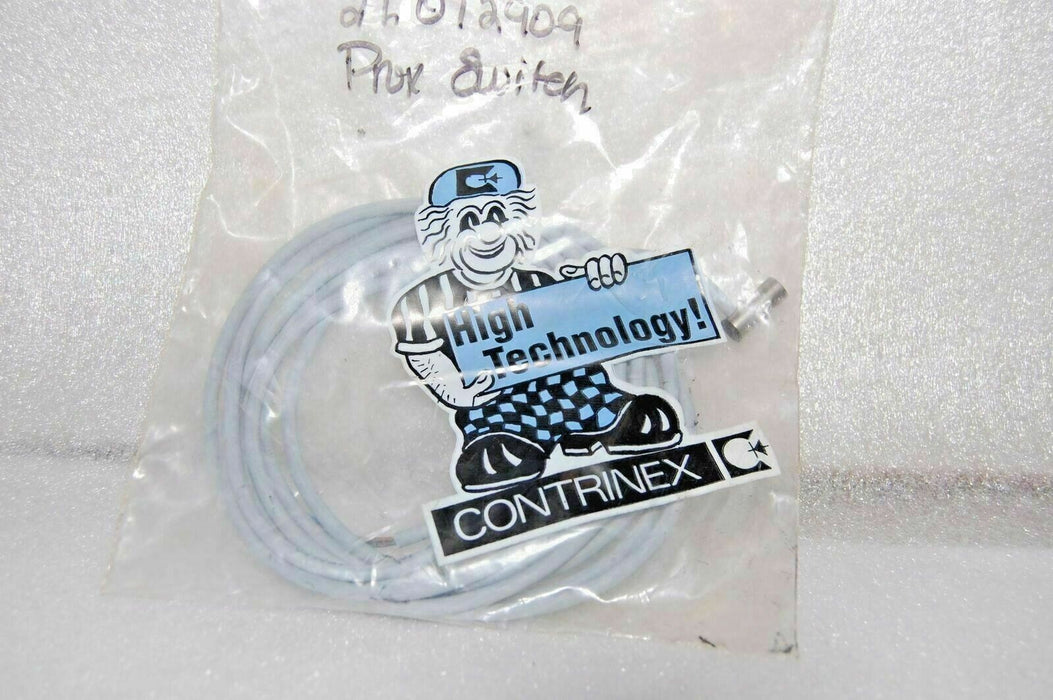 Prox Switch
High
Technology!
CONTRINEX